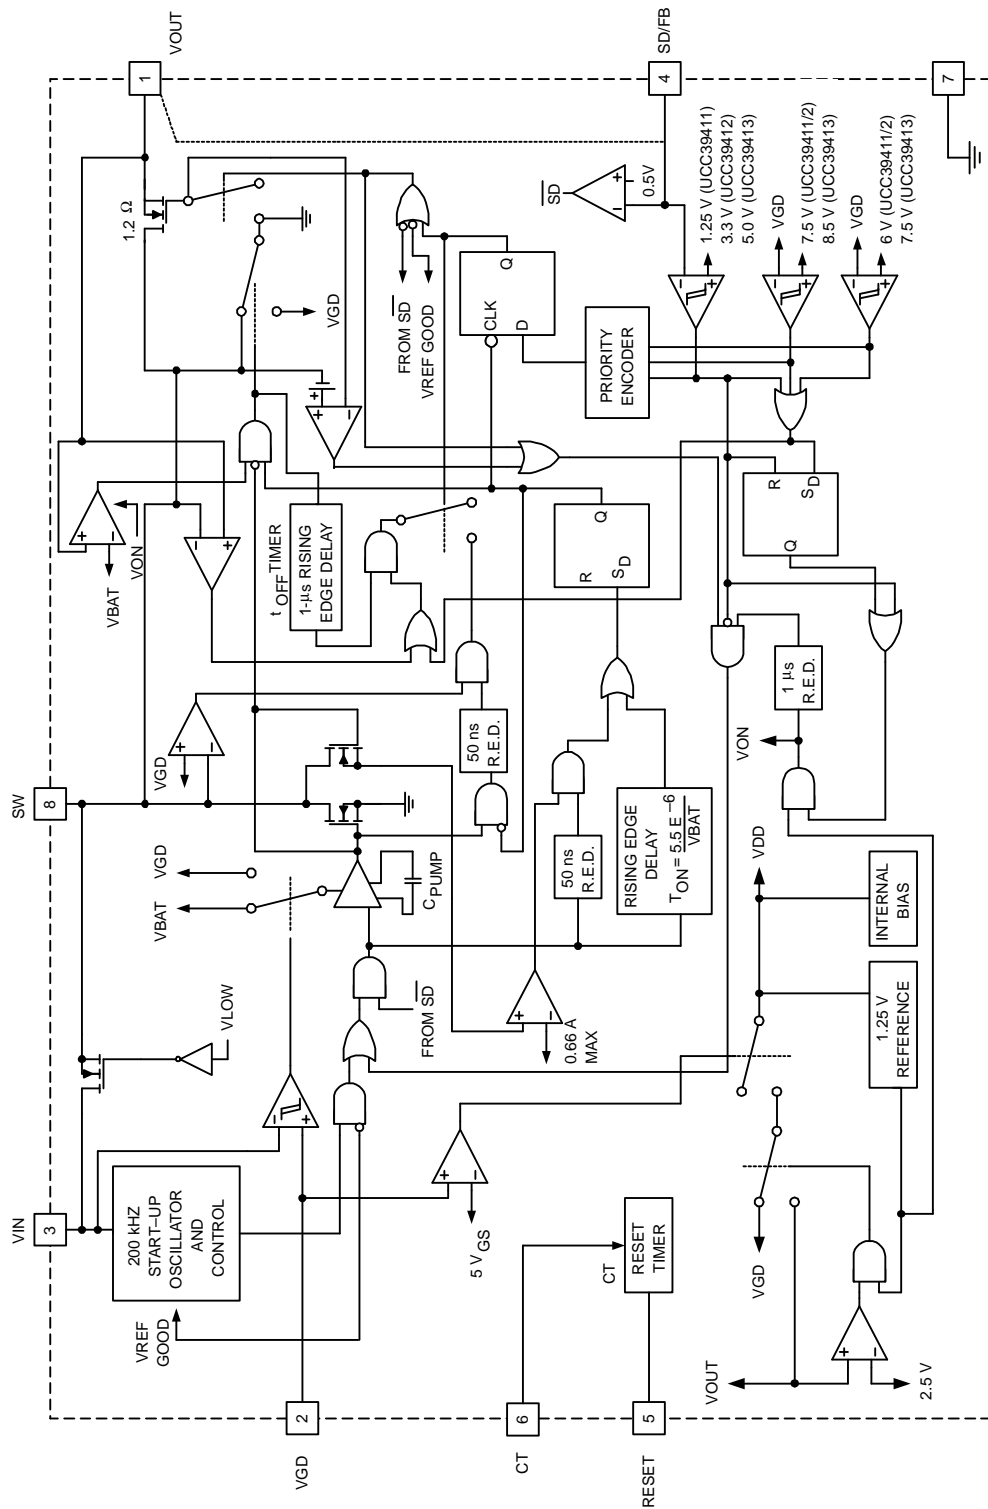 VIN
3
SW
8
VOUT
1
SD/FB
4
7
VGD
2
CT
6
RESET
5
200 kHZ
START–UP
OSCILLATOR
AND
CONTROL
VREF
GOOD
VLOW
VBAT
VGD
CPUMP
FROM SD
5 VGS
CT
RESET
TIMER
0.66 A
MAX
50 ns
R.E.D.
RISING EDGE
DELAY
TON = 5.5 E –6
VBAT
50 ns
R.E.D.
VGD
VBAT
VON
tOFF TIMER
1-µs RISING
EDGE DELAY
1.2 Ω
VGD
FROM SD
VREF GOOD
SD
0.5V
Q
CLK
D
PRIORITY
ENCODER
1.25 V (UCC39411)
3.3 V (UCC39412)
5.0 V (UCC39413)
VGD
7.5 V (UCC39411/2)
8.5 V (UCC39413)
VGD
6 V (UCC39411/2)
7.5 V (UCC39413)
R
SD
Q
R
SD
Q
1 µs
R.E.D.
VON
VDD
INTERNAL
BIAS
1.25 V
REFERENCE
VGD
VOUT
2.5 V